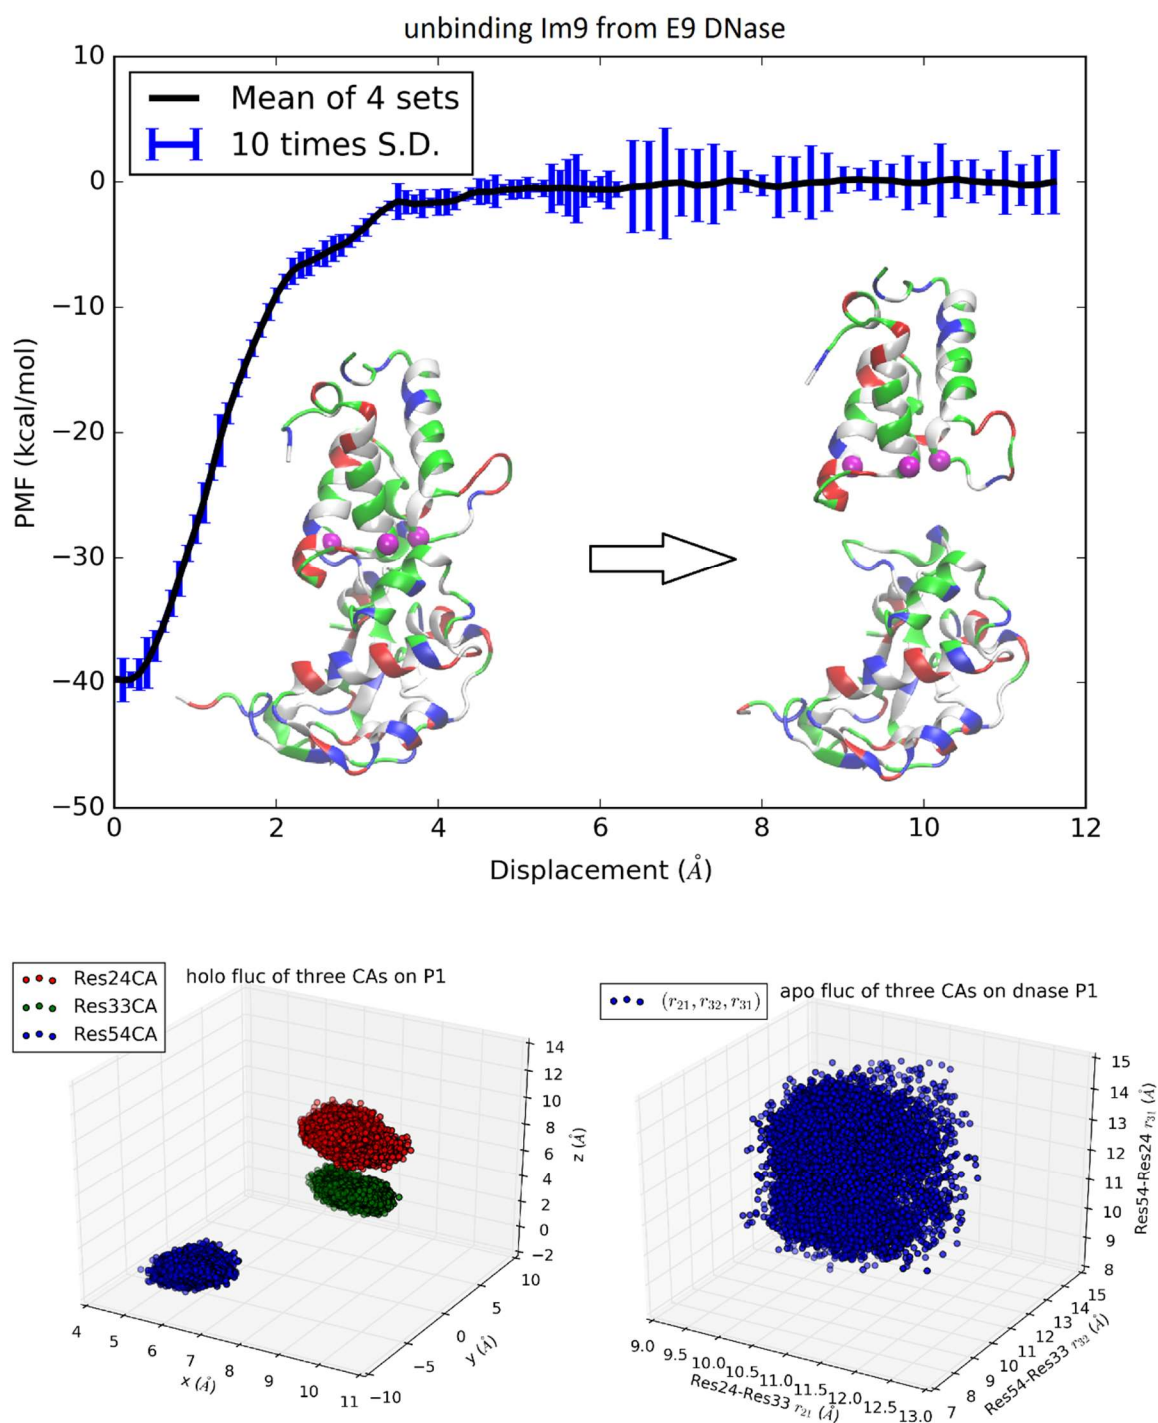 unbinding Im9 from E9 DNase
Mean of 4 sets
10 times S.D.
10
0
−10
−20
−30
−40
−50
PMF (kcal/mol)
0 2 4 6 8 10 12
Displacement (Å)
Res24CA
Res33CA
Res54CA
holo fluc of three CAs on P1
14
12
10
8
6
4
2
0
−2
z (Å)
10
5
0
−5
−10
y (Å)
4 5 6 7 8 9 10 11
x (Å)
(r21, r32, r31)
apo fluc of three CAs on dnase P1
15
14
13
12
11
10
9
8
Res54-Res24 r31 (Å)
15
14
13
12
11
10
9
8
7
Res54-Res33 r32 (Å)
9.0 9.5 10.0 10.5 11.0 11.5 12.0 12.5 13.0
Res24-Res33 r21 (Å)